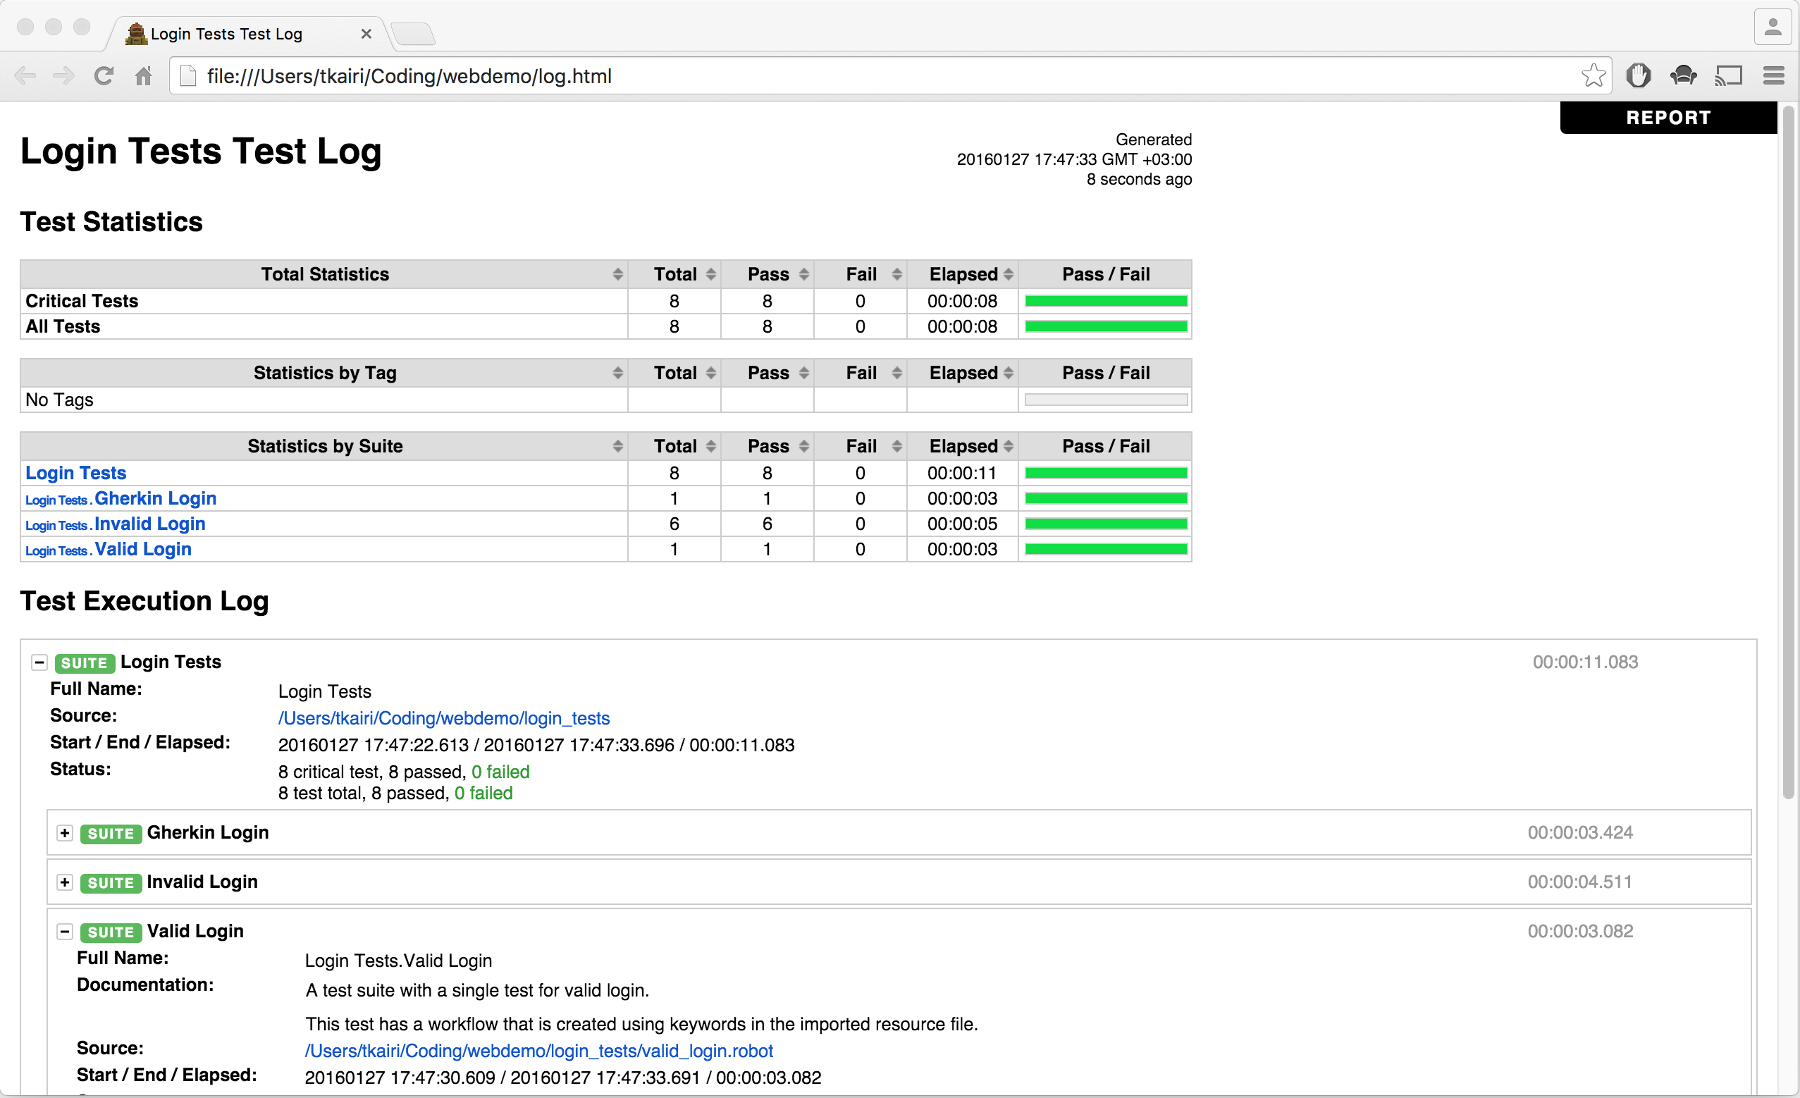 Login Tests Test Log
file:///Users/tkairi/Coding/webdemo/log.html
REPORT
Login Tests Test Log
Generated
20160127 17:47:33 GMT +03:00
8 seconds ago
Test Statistics
Total Statistics Total Pass Fail Elapsed Pass / Fail
Critical Tests 8 8 0 00:00:08
All Tests 8 8 0 00:00:08
Statistics by Tag Total Pass Fail Elapsed Pass / Fail
No Tags
Statistics by Suite Total Pass Fail Elapsed Pass / Fail
Login Tests 8 8 0 00:00:11
Login Tests . Gherkin Login 1 1 0 00:00:03
Login Tests . Invalid Login 6 6 0 00:00:05
Login Tests . Valid Login 1 1 0 00:00:03
Test Execution Log
SUITE Login Tests 00:00:11.083
Full Name: Login Tests
Source: /Users/tkairi/Coding/webdemo/login_tests
Start / End / Elapsed: 20160127 17:47:22.613 / 20160127 17:47:33.696 / 00:00:11.083
Status: 8 critical test, 8 passed, 0 failed
8 test total, 8 passed, 0 failed
SUITE Gherkin Login 00:00:03.424
SUITE Invalid Login 00:00:04.511
SUITE Valid Login 00:00:03.082
Full Name: Login Tests.Valid Login
Documentation: A test suite with a single test for valid login.
This test has a workflow that is created using keywords in the imported resource file.
Source: /Users/tkairi/Coding/webdemo/login_tests/valid_login.robot
Start / End / Elapsed: 20160127 17:47:30.609 / 20160127 17:47:33.691 / 00:00:03.082